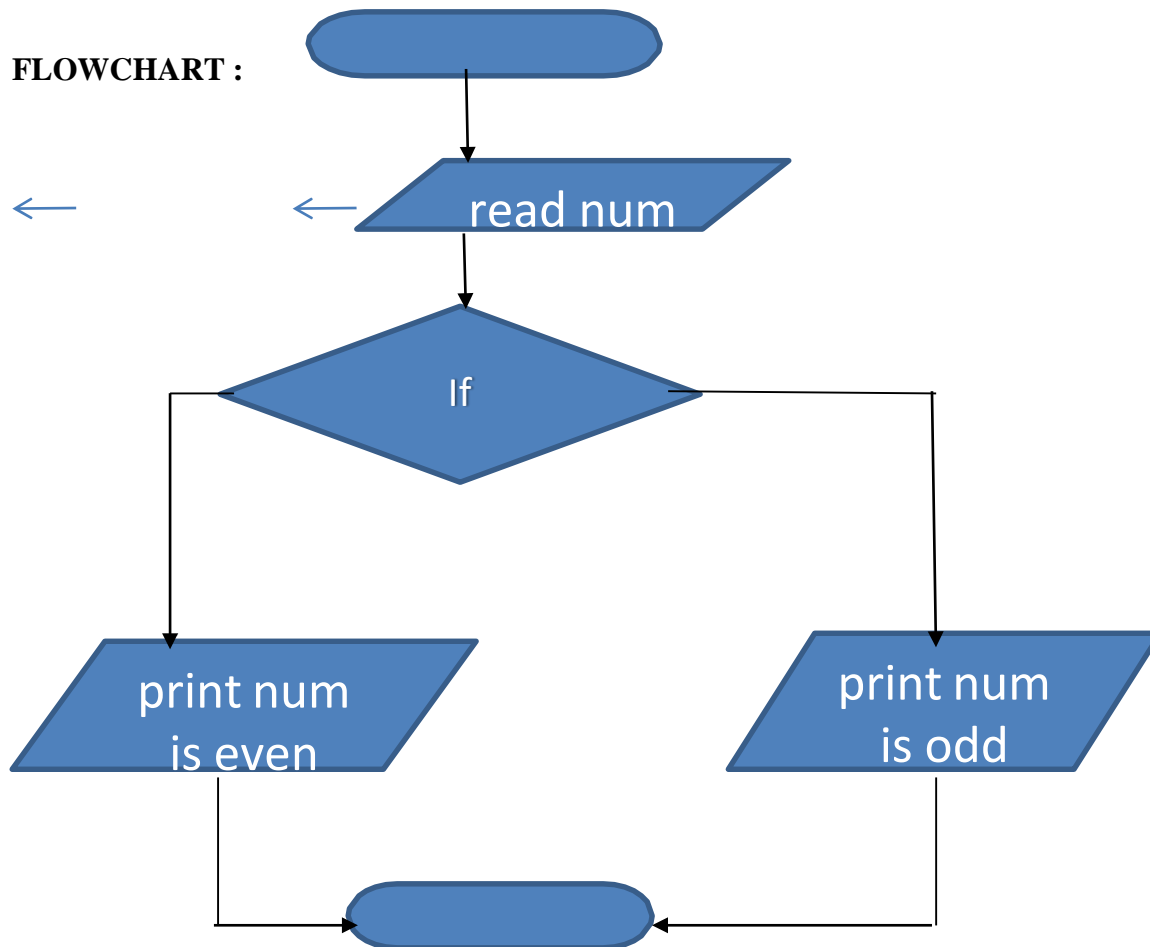 FLOWCHART :
read num
If
print num
is even
print num
is odd